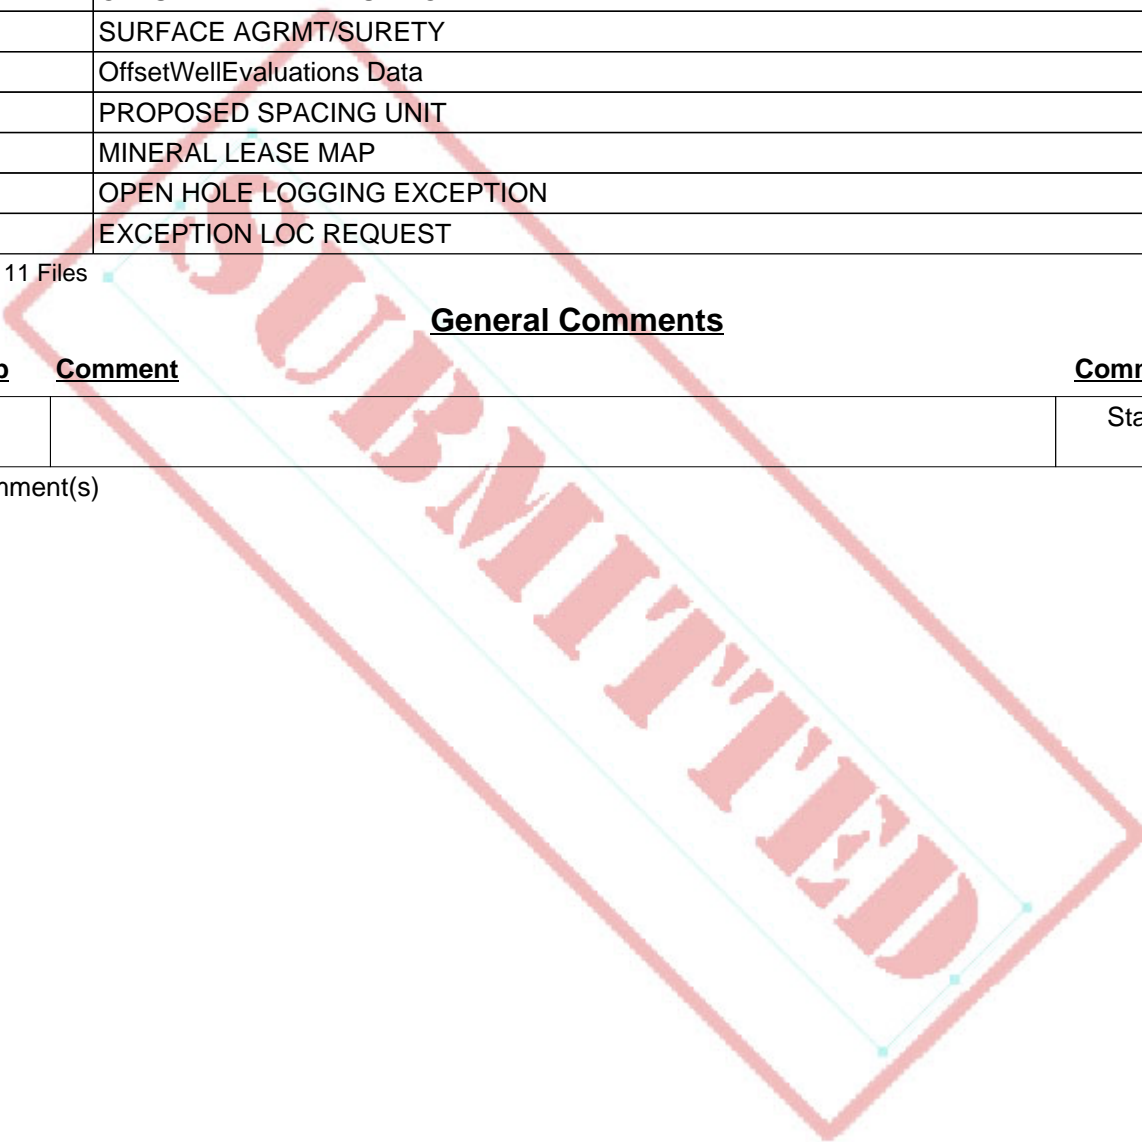 SURFACE AGRMT/SURETY
OffsetWellEvaluations Data
PROPOSED SPACING UNIT
MINERAL LEASE MAP
OPEN HOLE LOGGING EXCEPTION
EXCEPTION LOC REQUEST
11 Files
General Comments
Comment
SUBMITTED